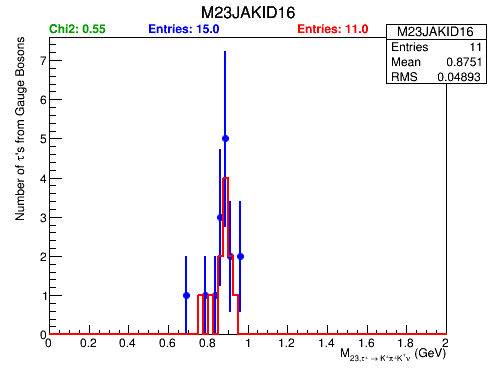 M23JAKID16
Chi2: 0.55 Entries: 15.0 Entries: 11.0
M23JAKID16
Entries 11
Mean 0.8751
RMS 0.04893
Number of τ's from Gauge Bosons
7
6
5
4
3
2
1
0
0 0.2 0.4 0.6 0.8 1 1.2 1.4 1.6 1.8 2
(GeV)